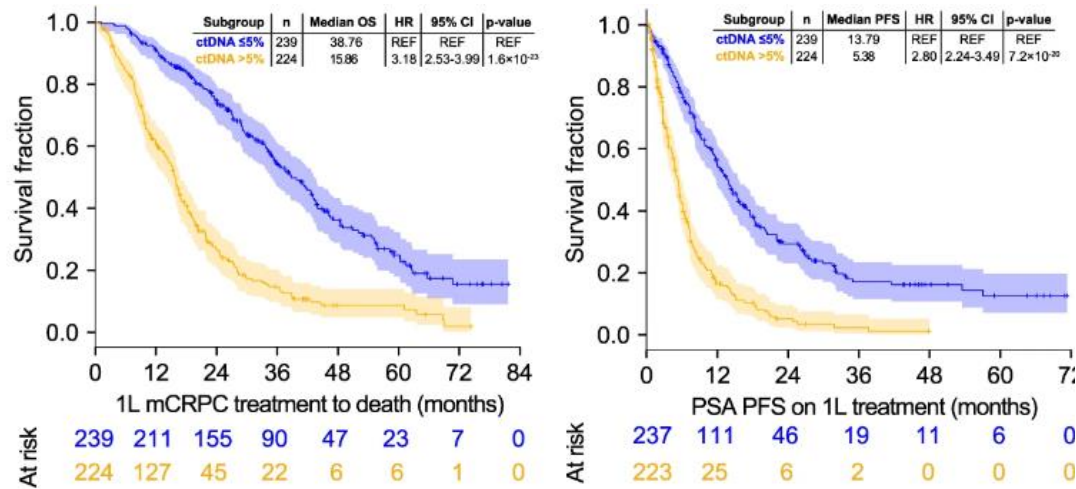 Subgroup n Median OS HR 95% CI p-value
ctDNA ≤5% 239 38.76 REF REF REF
ctDNA >5% 224 15.86 3.18 2.53-3.99 1.6×10⁻²³
1.0
0.8
0.6
0.4
0.2
0.0
Survival fraction
0 12 24 36 48 60 72 84
1L mCRPC treatment to death (months)
At risk
239 211 155 90 47 23 7 0
224 127 45 22 6 6 1 0
Subgroup n Median PFS HR 95% CI p-value
ctDNA ≤5% 239 13.79 REF REF REF
ctDNA >5% 224 5.38 2.80 2.24-3.49 7.2×10⁻²⁰
1.0
0.8
0.6
0.4
0.2
0.0
Survival fraction
0 12 24 36 48 60 72
PSA PFS on 1L treatment (months)
At risk
237 111 46 19 11 6 0
223 25 6 2 0 0 0